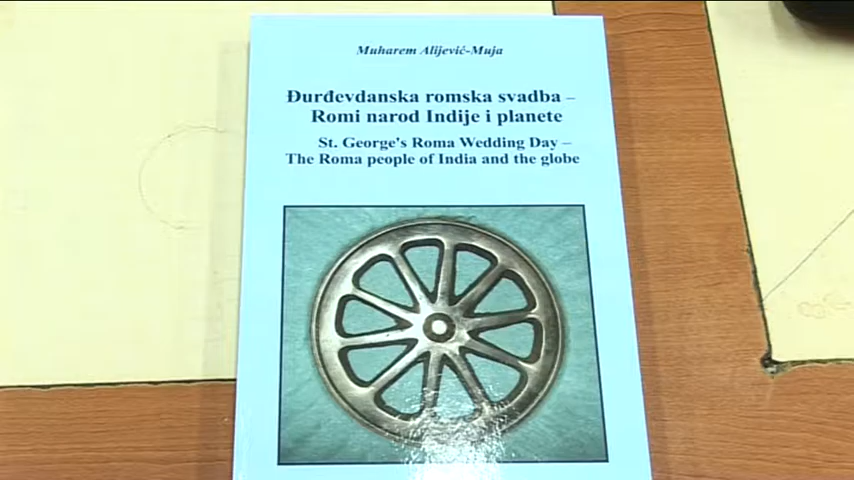 Muharem Alijević-Muja
Đurđevdanska romska svadba –
Romi narod Indije i planete
St. George's Roma Wedding Day –
The Roma people of India and the globe